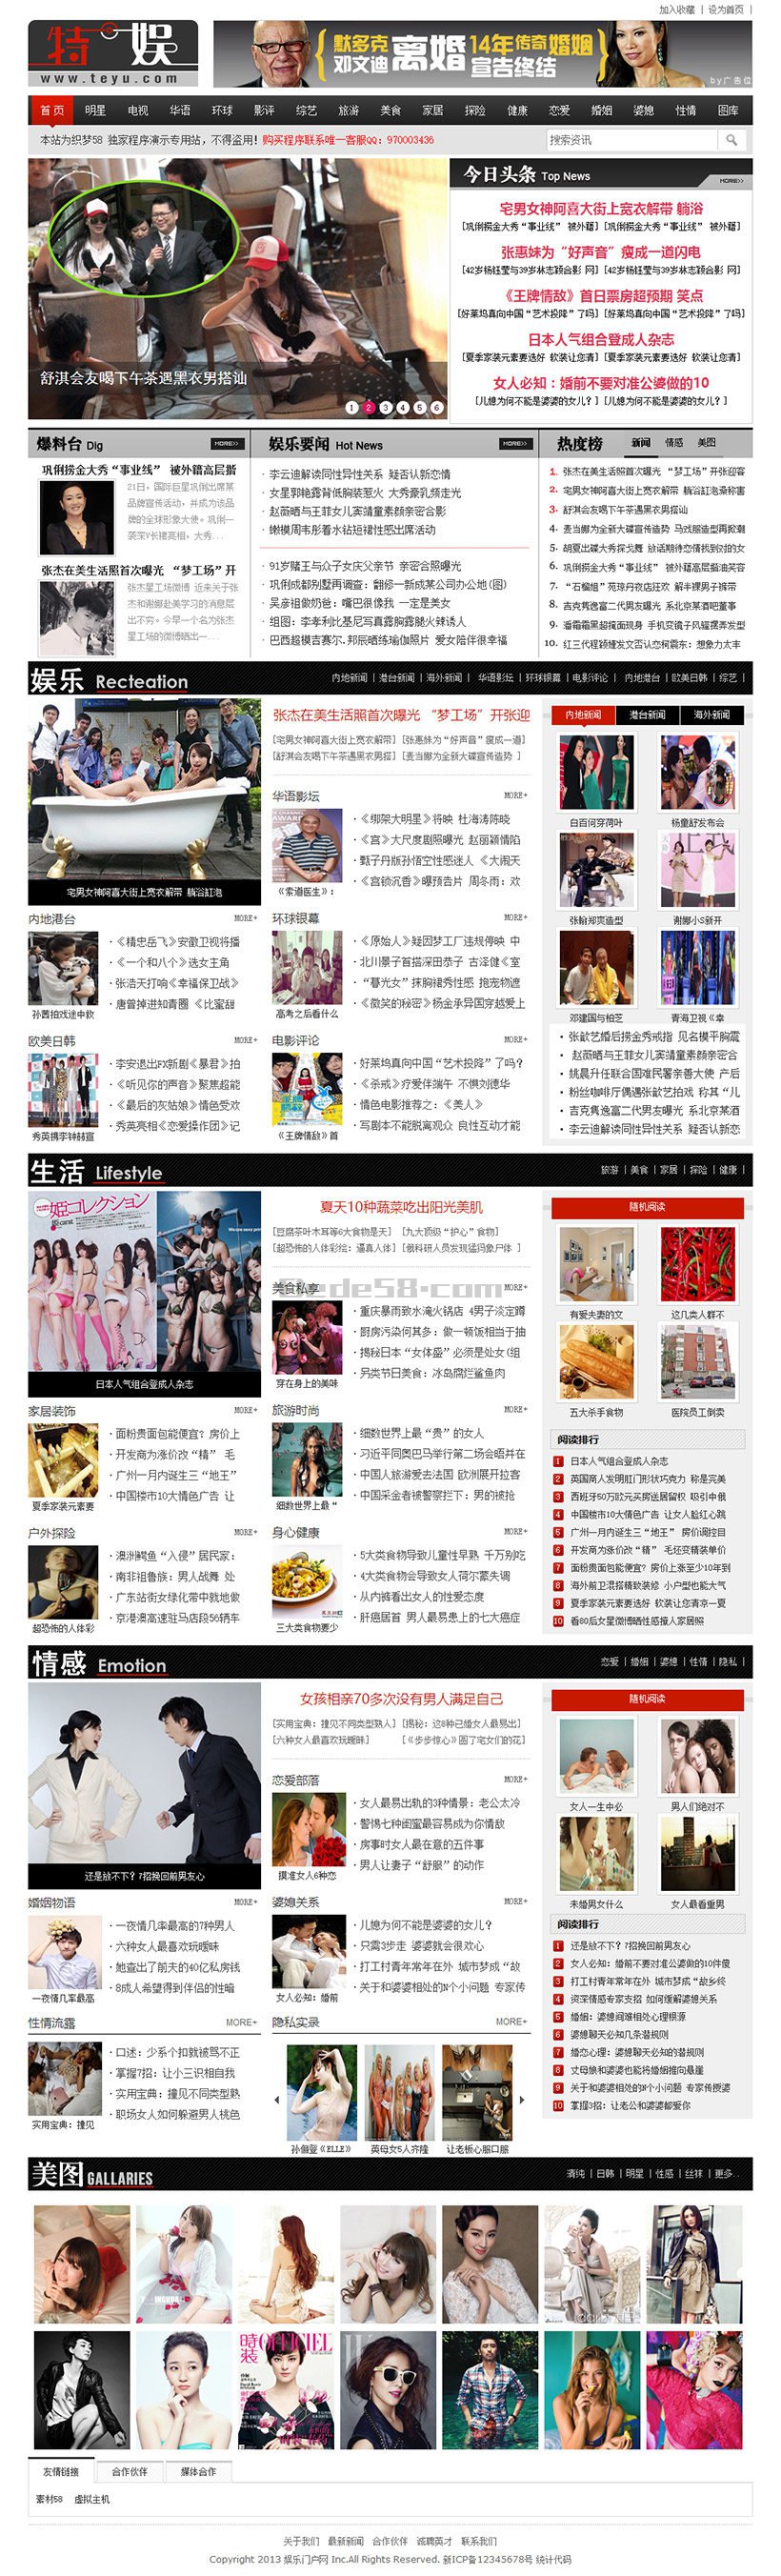 加入收藏 | 设为首页 |
特娱
www.teyu.com
默多克
邓文迪
离婚
14年传奇婚姻
宣告终结
by广告位
首页 明星 电视 华语 环球 影评 综艺 旅游 美食 家居 探险 健康 恋爱 婚姻 婆媳 性情 图库
本站为织梦58 独家程序演示专用站，不得盗用！购买程序联系唯一客服QQ：970003436
搜索资讯
舒淇会友喝下午茶遇黑衣男搭讪
1 2 3 4 5 6
今日头条 Top News
MORE>>
宅男女神阿喜大街上宽衣解带 躺浴
[巩俐捞金大秀“事业线” 被外籍] [巩俐捞金大秀“事业线” 被外籍]
张惠妹为“好声音”瘦成一道闪电
[42岁杨钰莹与39岁林志颖合影 网] [42岁杨钰莹与39岁林志颖合影 网]
《王牌情敌》首日票房超预期 笑点
[好莱坞真向中国“艺术投降”了吗] [好莱坞真向中国“艺术投降”了吗]
日本人气组合登成人杂志
[夏季家装元素要选好 软装让您清] [夏季家装元素要选好 软装让您清]
女人必知：婚前不要对准公婆做的10
[儿媳为何不能是婆婆的女儿？] [儿媳为何不能是婆婆的女儿？]
爆料台 Dig
MORE>>
巩俐捞金大秀“事业线” 被外籍高层揩
21日，国际巨星巩俐出席某
品牌宣传活动，并成为该品
牌的全球形象大使。巩俐一
袭深V长裙亮相，大秀...
张杰在美生活照首次曝光 “梦工场”开
张杰星工场微博 近来关于张
杰和谢娜赴美学习的消息层
出不穷。今早一个名为张杰
星工场的微博晒出一...
娱乐要闻 Hot News
MORE>>
李云迪解读同性异性关系 疑否认新恋情
女星郭艳露背低胸装惹火 大秀豪乳频走光
赵薇晒与王菲女儿窦靖童素颜亲密合影
嫩模周韦彤着水钻短裙性感出席活动
91岁赌王与众子女庆父亲节 亲密合照曝光
巩俐成都别墅再调查：翻修一新成某公司办公地(图)
吴彦祖做奶爸：嘴巴很像我 一定是美女
组图：李孝利比基尼写真露胸露腿火辣诱人
巴西超模吉赛尔.邦辰晒练瑜伽照片 爱女陪伴很幸福
热度榜
新闻 情感 美图
1. 张杰在美生活照首次曝光 “梦工场”开张迎客
2. 宅男女神阿喜大街上宽衣解带 躺浴缸泡澡称害
3. 舒淇会友喝下午茶遇黑衣男搭讪
4. 麦当娜为全新大碟宣传造势 马戏服造型再掀潮
5. 胡夏出碟大秀探戈舞 放话期待恋情找到对的女
6. 巩俐捞金大秀“事业线” 被外籍高层揩油笑容
7. “石榴姐”苑琼丹夜店狂欢 解丰裸男子裤带
8. 吉克隽逸富二代男友曝光 系北京某酒吧董事
9. 潘霜霜黑超掩面现身 手机变镜子风骚摆弄发型
10. 红三代程颖健发文否认恋柯震东：想象力太丰
娱乐 Recteation
内地新闻 | 港台新闻 | 海外新闻 | 华语影坛 | 环球银幕 | 电影评论 | 内地港台 | 欧美日韩 | 综艺 |
宅男女神阿喜大街上宽衣解带 躺浴缸泡
张杰在美生活照首次曝光 “梦工场”开张迎
[宅男女神阿喜大街上宽衣解带] [张惠妹为“好声音”瘦成一道]
[舒淇会友喝下午茶遇黑衣男搭] [麦当娜为全新大碟宣传造势 ]
华语影坛 MORE+
《索道医生》：
《绑架大明星》将映 杜海涛陈晓
《宫》大尺度剧照曝光 赵丽颖情陷
甄子丹版孙悟空性感迷人 《大闹天
《宫锁沉香》曝预告片 周冬雨：欢
内地港台 MORE+
孙茜拍戏途中救
《精忠岳飞》安徽卫视将播
《一个和八个》选女主角
张浩天打响《幸福保卫战》
唐曾掉进知青圈 《比蜜甜
环球银幕 MORE+
高考之后看什么
《原始人》疑因梦工厂违规停映 中
北川景子首搭深田恭子 古泽健《室
“暮光女”抹胸裙秀性感 抱宠物遮
《微笑的秘密》杨金承异国穿越爱上
欧美日韩 MORE+
秀英携李钟赫宣
李安退出FX新剧《暴君》拍
《听见你的声音》聚焦超能
《最后的灰姑娘》情色受欢
秀英亮相《恋爱操作团》记
电影评论 MORE+
《王牌情敌》首
好莱坞真向中国“艺术投降”了吗？
《杀戒》疗爱伴端午 不惧刘德华
情色电影推荐之：《美人》
写剧本不能脱离观众 良性互动才能
内地新闻 港台新闻 海外新闻
白百何穿荷叶 杨童舒发布会
张翰郑爽造型 谢娜小S新开
邓建国与柏芝 青海卫视《幸
张歆艺婚后捞金秀戒指 见名模平胸震
赵薇晒与王菲女儿窦靖童素颜亲密合
姚晨升任联合国难民署亲善大使 产后
粉丝咖啡厅偶遇张歆艺拍戏 称其“儿
吉克隽逸富二代男友曝光 系北京某酒
李云迪解读同性异性关系 疑否认新恋
生活 Lifestyle
旅游 | 美食 | 家居 | 探险 | 健康 |
姫コレクション
日本人气组合登成人杂志
夏天10种蔬菜吃出阳光美肌
[豆腐茶叶木耳等6大食物是天] [九大顶级“护心”食物]
[超恐怖的人体彩绘：逼真人体] [俄科研人员发现猛犸象尸体 ]
dede58.com
美食私享 MORE+
穿在身上的美味
重庆暴雨致水淹火锅店 4男子淡定蹲
厨房污染何其多：做一顿饭相当于抽
揭秘日本“女体盛”必须是处女(组
另类节日美食：冰岛腐烂鲨鱼肉
家居装饰 MORE+
夏季家装元素要
面粉贵面包能便宜？房价上
开发商为涨价改“精” 毛
广州一月内诞生三“地王”
中国楼市10大情色广告 让
旅游时尚 MORE+
细数世界上最“
细数世界上最“贵”的女人
习近平同奥巴马举行第二场会晤并在
中国人旅游爱去法国 欧洲展开拉客
中国采金者被警察拦下：男的被抢
户外探险 MORE+
超恐怖的人体彩
澳洲鳄鱼“入侵”居民家：
南非祖鲁族：男人战舞 处
广东站街女绿化带中就地做
京港澳高速驻马店段56辆车
身心健康 MORE+
三大类食物要少
5大类食物导致儿童性早熟 千万别吃
4大类食物会导致女人荷尔蒙失调
从内裤看出女人的性爱态度
肝癌居首 男人最易患上的七大癌症
随机阅读
有爱夫妻的文 这几类人群不
五大杀手食物 医院员工倒卖
阅读排行
1 日本人气组合登成人杂志
2 英国商人发明肛门形状巧克力 称是完美
3 西班牙50万欧元买房送居留权 吸引中俄
4 中国楼市10大情色广告 让女人脸红心跳
5 广州一月内诞生三“地王” 房价调控目
6 开发商为涨价改“精” 毛坯变精装单价
7 面粉贵面包能便宜？房价上涨至少10年到
8 海外前卫混搭精致装修 小户型也能大气
9 夏季家装元素要选好 软装让您清凉一夏
10 看80后女星微博晒性感撩人家居照
情感 Emotion
恋爱 | 婚姻 | 婆媳 | 性情 | 隐私 |
还是放不下？7招挽回前男友心
女孩相亲70多次没有男人满足自己
[实用宝典：撞见不同类型熟人] [揭秘：这8种已婚女人最易出]
[六种女人最喜欢玩暧昧] [《步步惊心》圆了宅女们的花]
恋爱部落 MORE+
摸准女人6种恋
女人最易出轨的3种情景：老公太冷
警惕七种闺蜜最容易成为你情敌
房事时女人最在意的五件事
男人让妻子“舒服”的动作
婚姻物语 MORE+
一夜情几率最高
一夜情几率最高的7种男人
六种女人最喜欢玩暧昧
她查出了前夫的40亿私房钱
8成人希望得到伴侣的性瘾
婆媳关系 MORE+
女人必知：婚前
儿媳为何不能是婆婆的女儿？
只需3步走 婆婆就会很欢心
打工村青年常年在外 城市梦成“故
关于和婆婆相处的N个小问题 专家传
性情流露 MORE+
实用宝典：撞见
口述：少系个扣就被骂不正
掌握7招：让小三识相自我
实用宝典：撞见不同类型熟
职场女人如何躲避男人桃色
隐私实录 MORE+
孙俪登《ELLE》 英母女5人齐隆 让老板心服口服
随机阅读
女人一生中必 男人们绝对不
未婚男女什么 女人最看重男
阅读排行
1 还是放不下？7招挽回前男友心
2 女人必知：婚前不要对准公婆做的10件傻
3 打工村青年常年在外 城市梦成“故乡终
4 资深情感专家支招 如何缓解婆媳关系
5 婚姻：婆媳间难相处心理根源
6 婆媳聊天必知几条潜规则
7 婚恋心理：婆媳聊天必知的潜规则
8 丈母娘和婆婆也能将婚姻推向悬崖
9 关于和婆婆相处的N个小问题 专家传授婆
10 掌握3招：让老公和婆婆都爱你
美图 GALLARIES
清纯 | 日韩 | 明星 | 性感 | 丝袜 | 更多..
時裝 L'OFFICIEL
友情链接 合作伙伴 媒体合作
素材58 虚拟主机
关于我们 最新新闻 合作伙伴 诚聘英才 联系我们
Copyright 2013 娱乐门户网 Inc.All Rights Reserved. 新ICP备12345678号 统计代码